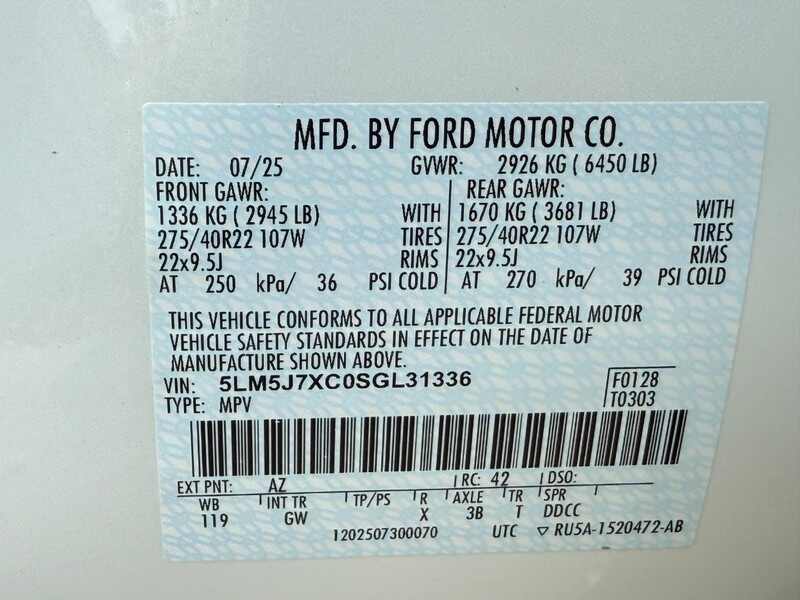 MFD. BY FORD MOTOR CO.
DATE: 07/25 GVWR: 2926 KG ( 6450 LB)
FRONT GAWR: REAR GAWR:
1336 KG ( 2945 LB) WITH 1670 KG ( 3681 LB) WITH
275/40R22 107W TIRES 275/40R22 107W TIRES
22x9.5J RIMS 22x9.5J RIMS
AT 250 kPa/ 36 PSI COLD AT 270 kPa/ 39 PSI COLD
THIS VEHICLE CONFORMS TO ALL APPLICABLE FEDERAL MOTOR
VEHICLE SAFETY STANDARDS IN EFFECT ON THE DATE OF
MANUFACTURE SHOWN ABOVE.
VIN: 5LM5J7XC0SGL31336 F0128
TYPE: MPV T0303
EXT PNT: AZ RC: 42 DSO:
WB INT TR TP/PS R AXLE TR SPR
119 GW X 3B T DDCC
1202507300070 UTC ▽ RU5A-1520472-AB